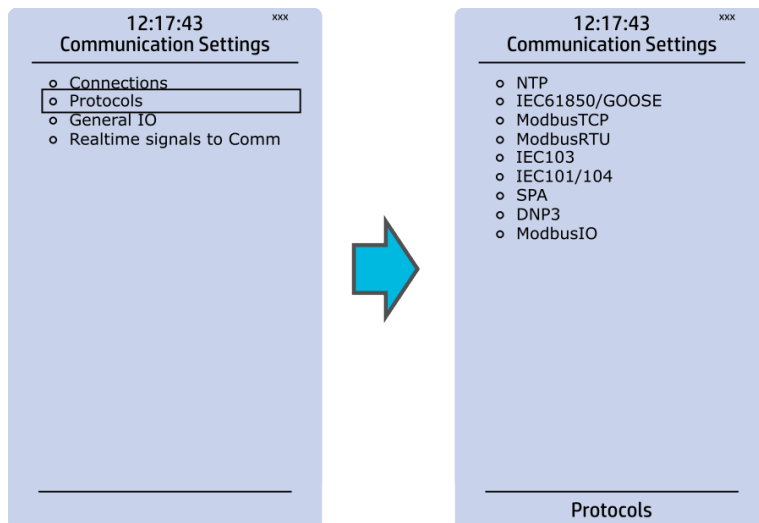 12:17:43
xxx
Communication Settings
Connections
Protocols
General IO
Realtime signals to Comm
12:17:43
xxx
Communication Settings
NTP
IEC61850/GOOSE
ModbusTCP
ModbusRTU
IEC103
IEC101/104
SPA
DNP3
ModbusIO
Protocols